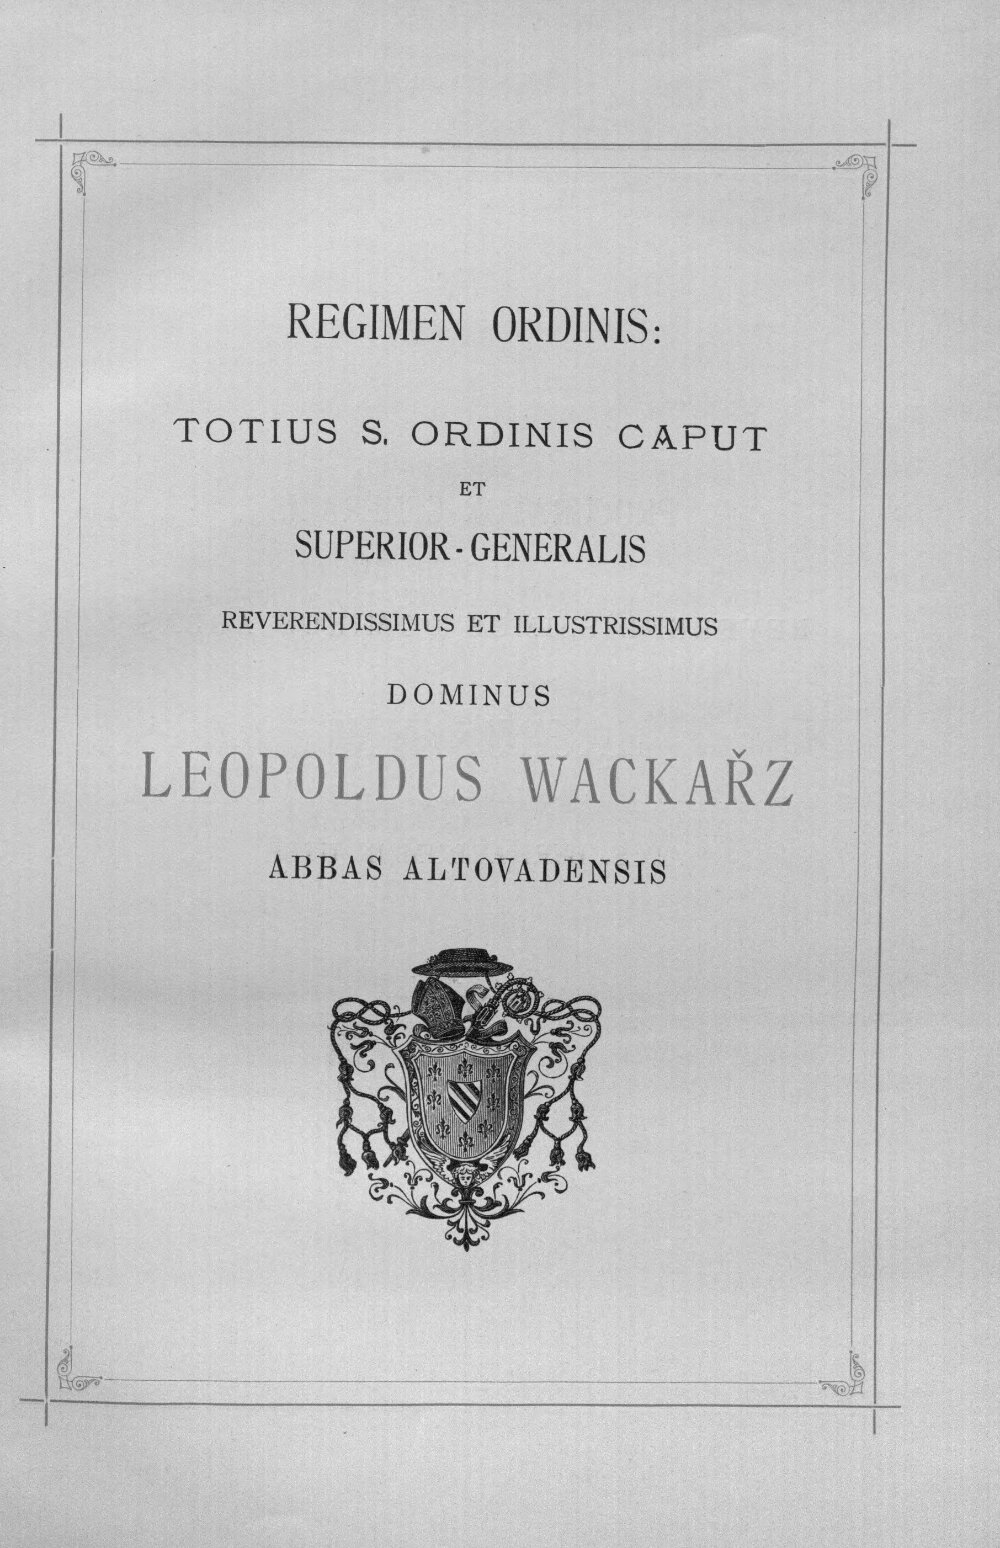 REGIMEN ORDINIS:
TOTIUS S. ORDINIS CAPUT
ET
SUPERIOR-GENERALIS
REVERENDISSIMUS ET ILLUSTRISSIMUS
DOMINUS
LEOPOLDUS WACKAŘZ
ABBAS ALTOVADENSIS